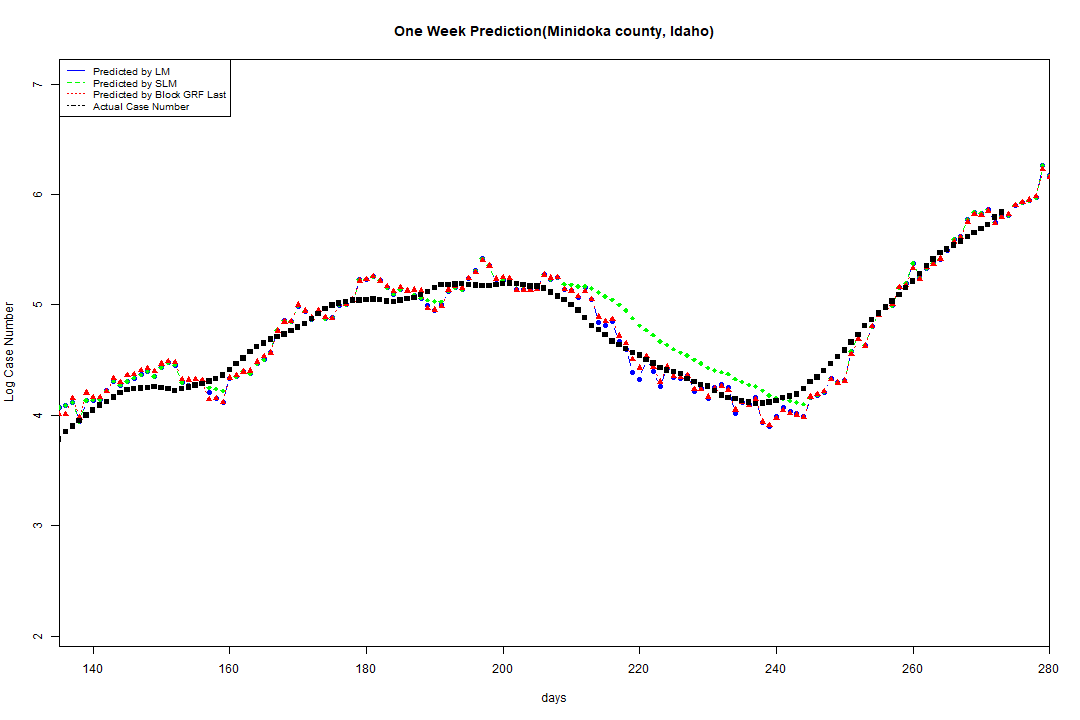 One Week Prediction(Minidoka county, Idaho)
Predicted by LM
Predicted by SLM
Predicted by Block GRF Last
Actual Case Number
7
6
5
4
3
2
Log Case Number
140 160 180 200 220 240 260 280
days